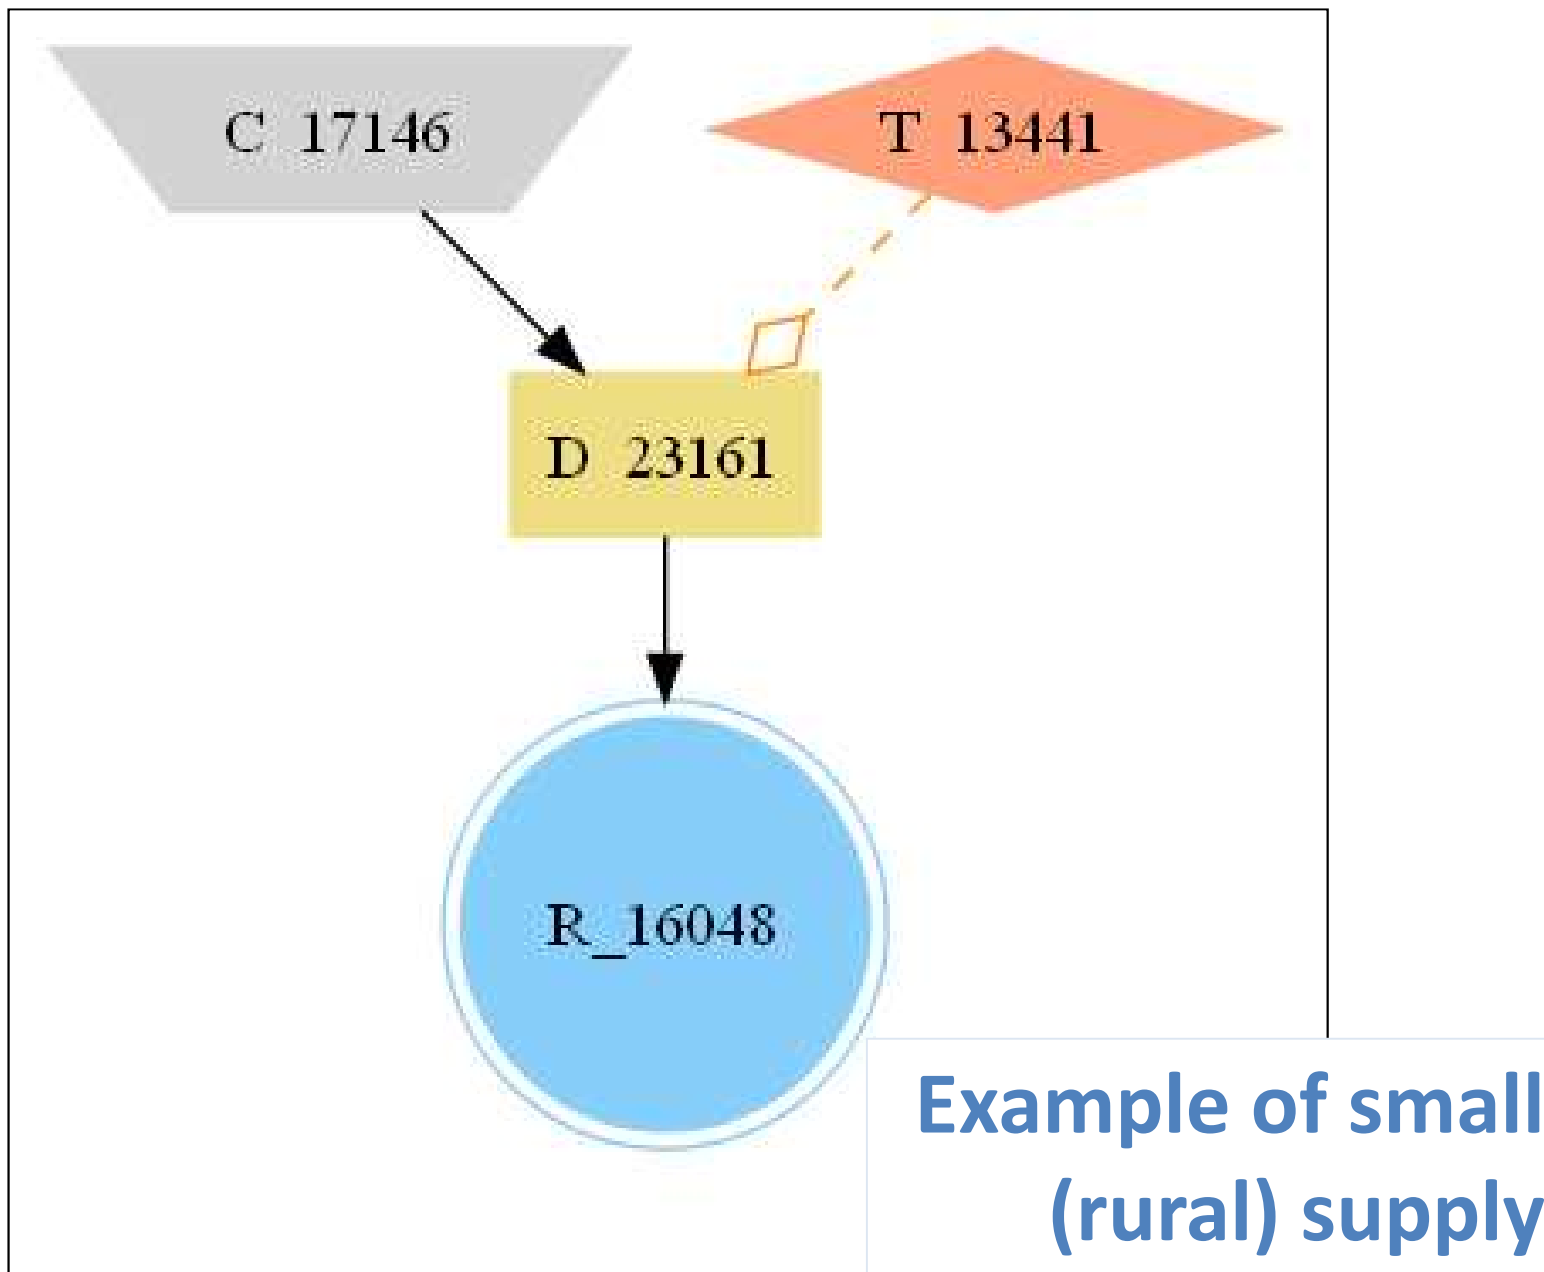 C 17146
T 13441
D 23161
R_16048
Example of small
(rural) supply